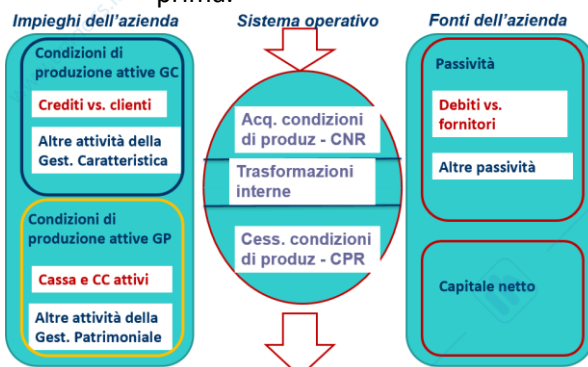 prima.
Impieghi dell'azienda
Sistema operativo
Fonti dell'azienda
Condizioni di
produzione attive GC
Crediti vs. clienti
Altre attività della
Gest. Caratteristica
Condizioni di
produzione attive GP
Cassa e CC attivi
Altre attività della
Gest. Patrimoniale
Acq. condizioni
di produz - CNR
Trasformazioni
interne
Cess. condizioni
di produz - CPR
Passività
Debiti vs.
fornitori
Altre passività
Capitale netto